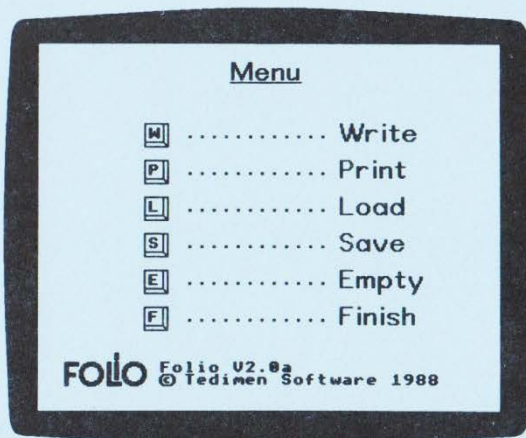 Menu
W ............ Write
P ............ Print
L ............ Load
S ............ Save
E ............ Empty
F ............ Finish
FOLIO Folio V2.0a
© Tedimen Software 1988